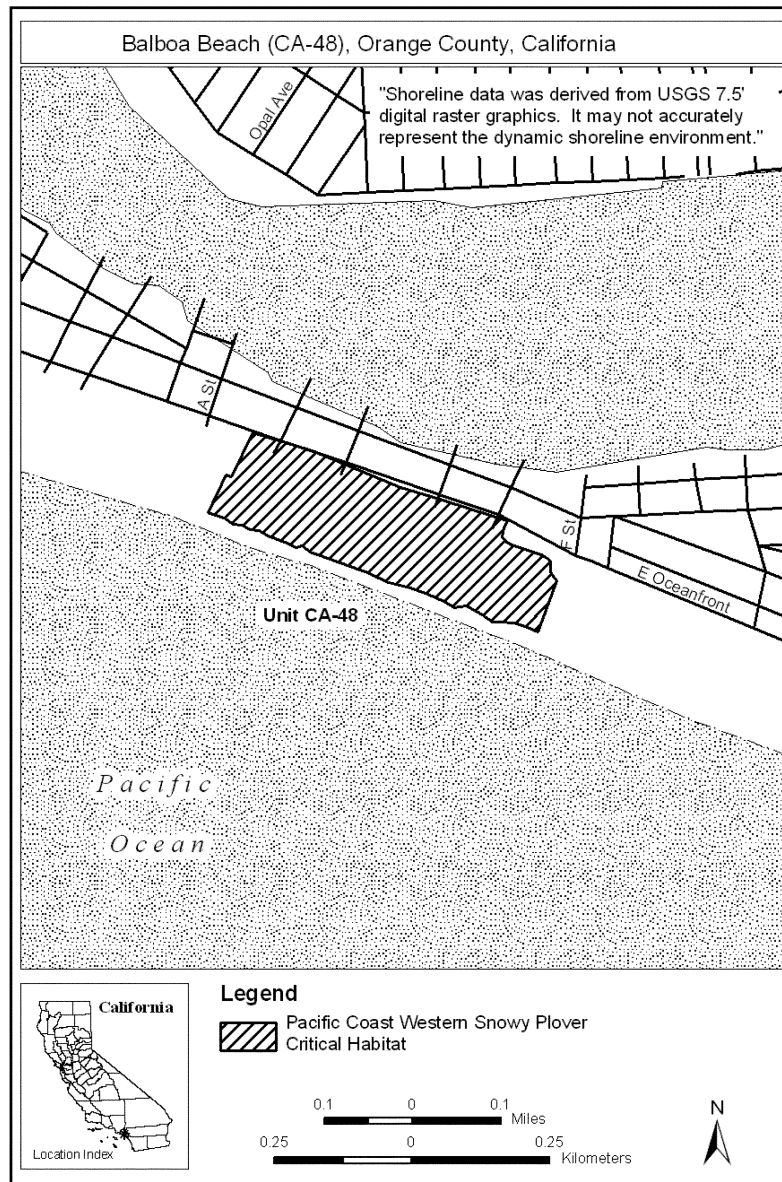 Balboa Beach (CA-48), Orange County, California
"Shoreline data was derived from USGS 7.5'
digital raster graphics. It may not accurately
represent the dynamic shoreline environment."
Opal Ave
A St
F St
E Oceanfront
Unit CA-48
Pacific
Ocean
California
Location Index
Legend
Pacific Coast Western Snowy Plover
Critical Habitat
0.1 0 0.1
Miles
0.25 0 0.25
Kilometers
N